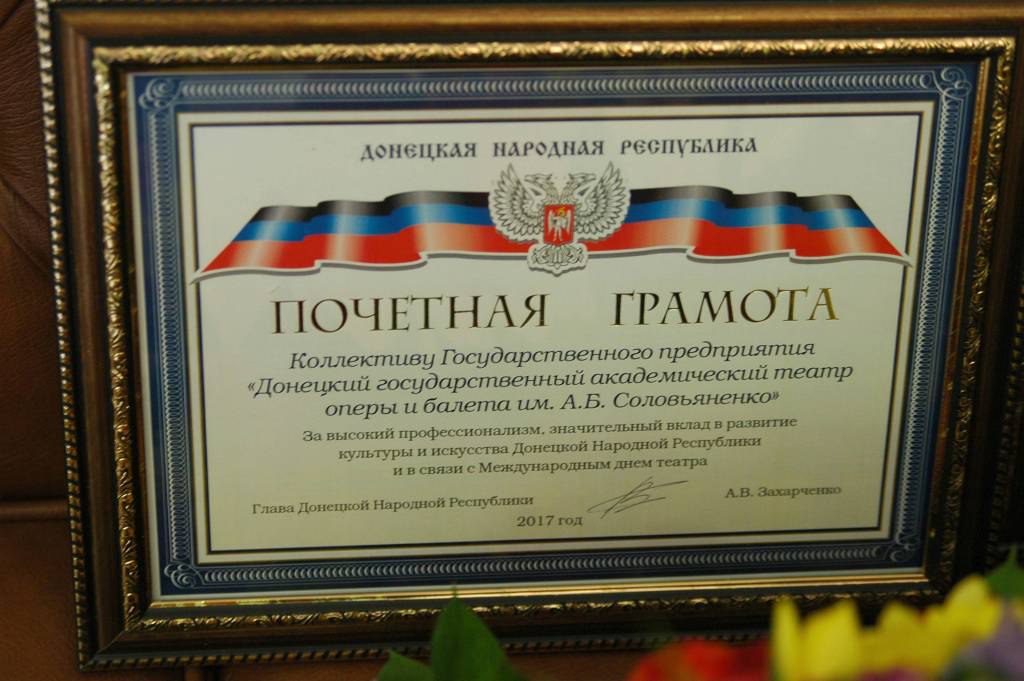 ДОНЕЦКАЯ НАРОДНАЯ РЕСПУБЛИКА
ПОЧЕТНАЯ ГРАМОТА
Коллективу Государственного предприятия
«Донецкий государственный академический театр
оперы и балета им. А.Б. Соловьяненко»
За высокий профессионализм, значительный вклад в развитие
культуры и искусства Донецкой Народной Республики
и в связи с Международным днем театра
Глава Донецкой Народной Республики А.В. Захарченко
2017 год